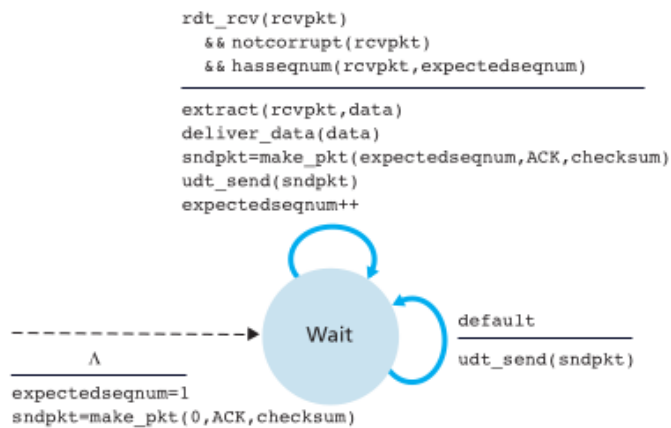 rdt_rcv(rcvpkt)
&& notcorrupt(rcvpkt)
&& hasseqnum(rcvpkt,expectedseqnum)
extract(rcvpkt,data)
deliver_data(data)
sndpkt=make_pkt(expectedseqnum,ACK,checksum)
udt_send(sndpkt)
expectedseqnum++
Wait
default
udt_send(sndpkt)
Λ
expectedseqnum=1
sndpkt=make_pkt(0,ACK,checksum)